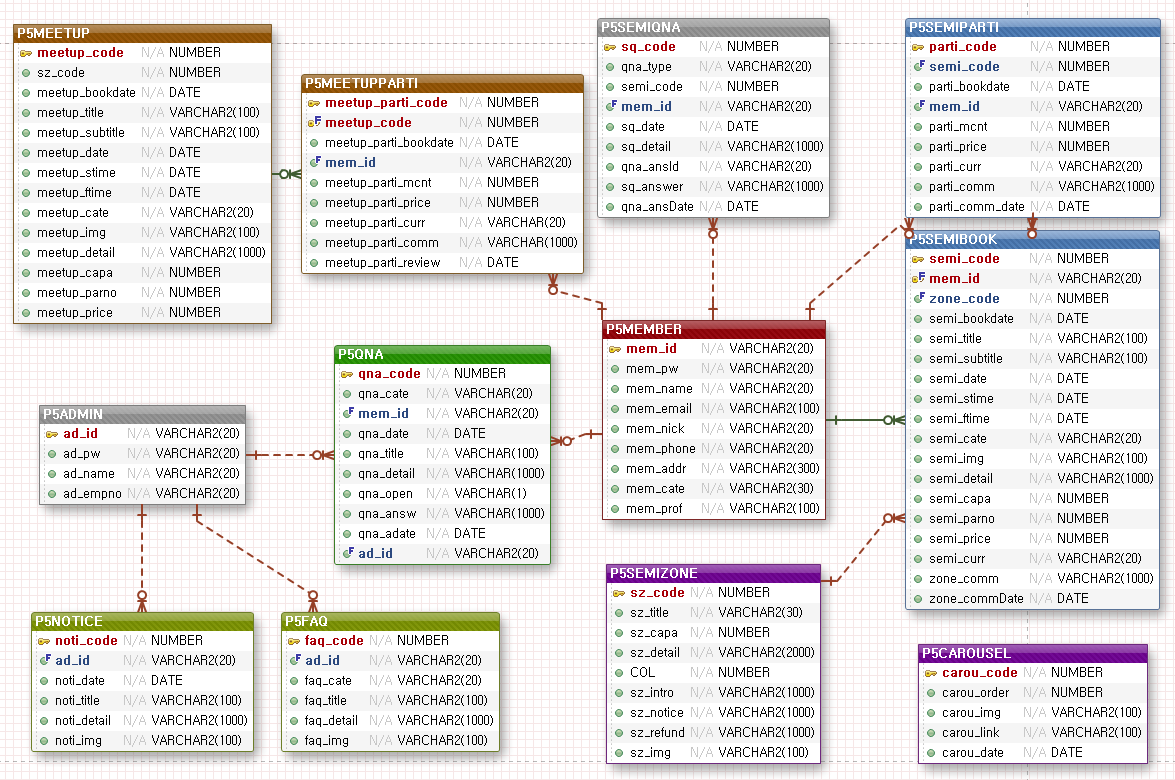 P5MEETUP
meetup_code N/A NUMBER
sz_code N/A NUMBER
meetup_bookdate N/A DATE
meetup_title N/A VARCHAR2(100)
meetup_subtitle N/A VARCHAR2(100)
meetup_date N/A DATE
meetup_stime N/A DATE
meetup_ftime N/A DATE
meetup_cate N/A VARCHAR2(20)
meetup_img N/A VARCHAR2(100)
meetup_detail N/A VARCHAR2(1000)
meetup_capa N/A NUMBER
meetup_parno N/A NUMBER
meetup_price N/A NUMBER
P5MEETUPPARTI
meetup_parti_code N/A NUMBER
meetup_code N/A NUMBER
meetup_parti_bookdate N/A DATE
mem_id N/A VARCHAR2(20)
meetup_parti_mcnt N/A NUMBER
meetup_parti_price N/A NUMBER
meetup_parti_curr N/A VARCHAR(20)
meetup_parti_comm N/A VARCHAR(1000)
meetup_parti_review N/A DATE
P5SEMIQNA
sq_code N/A NUMBER
qna_type N/A VARCHAR2(20)
semi_code N/A NUMBER
mem_id N/A VARCHAR2(20)
sq_date N/A DATE
sq_detail N/A VARCHAR2(1000)
qna_ansId N/A VARCHAR2(20)
sq_answer N/A VARCHAR2(1000)
qna_ansDate N/A DATE
P5SEMIPARTI
parti_code N/A NUMBER
semi_code N/A NUMBER
parti_bookdate N/A DATE
mem_id N/A VARCHAR2(20)
parti_mcnt N/A NUMBER
parti_price N/A NUMBER
parti_curr N/A VARCHAR2(20)
parti_comm N/A VARCHAR2(1000)
parti_comm_date N/A DATE
P5SEMIBOOK
semi_code N/A NUMBER
mem_id N/A VARCHAR2(20)
zone_code N/A NUMBER
semi_bookdate N/A DATE
semi_title N/A VARCHAR2(100)
semi_subtitle N/A VARCHAR2(100)
semi_date N/A DATE
semi_stime N/A DATE
semi_ftime N/A DATE
semi_cate N/A VARCHAR2(20)
semi_img N/A VARCHAR2(100)
semi_detail N/A VARCHAR2(1000)
semi_capa N/A NUMBER
semi_parno N/A NUMBER
semi_price N/A NUMBER
semi_curr N/A VARCHAR2(20)
zone_comm N/A VARCHAR2(1000)
zone_commDate N/A DATE
P5MEMBER
mem_id N/A VARCHAR2(20)
mem_pw N/A VARCHAR2(20)
mem_name N/A VARCHAR2(20)
mem_email N/A VARCHAR2(100)
mem_nick N/A VARCHAR2(20)
mem_phone N/A VARCHAR2(20)
mem_addr N/A VARCHAR2(300)
mem_cate N/A VARCHAR2(30)
mem_prof N/A VARCHAR2(100)
P5QNA
qna_code N/A NUMBER
qna_cate N/A VARCHAR(20)
mem_id N/A VARCHAR2(20)
qna_date N/A DATE
qna_title N/A VARCHAR(100)
qna_detail N/A VARCHAR(1000)
qna_open N/A VARCHAR(1)
qna_answ N/A VARCHAR(1000)
qna_adate N/A DATE
ad_id N/A VARCHAR2(20)
P5ADMIN
ad_id N/A VARCHAR2(20)
ad_pw N/A VARCHAR2(20)
ad_name N/A VARCHAR2(20)
ad_empno N/A VARCHAR2(20)
P5NOTICE
noti_code N/A NUMBER
ad_id N/A VARCHAR2(20)
noti_date N/A DATE
noti_title N/A VARCHAR2(100)
noti_detail N/A VARCHAR2(1000)
noti_img N/A VARCHAR2(100)
P5FAQ
faq_code N/A NUMBER
ad_id N/A VARCHAR2(20)
faq_cate N/A VARCHAR2(20)
faq_title N/A VARCHAR2(100)
faq_detail N/A VARCHAR2(1000)
faq_img N/A VARCHAR2(100)
P5SEMIZONE
sz_code N/A NUMBER
sz_title N/A VARCHAR2(30)
sz_capa N/A NUMBER
sz_detail N/A VARCHAR2(2000)
COL N/A NUMBER
sz_intro N/A VARCHAR2(1000)
sz_notice N/A VARCHAR2(1000)
sz_refund N/A VARCHAR2(1000)
sz_img N/A VARCHAR2(100)
P5CAROUSEL
carou_code N/A NUMBER
carou_order N/A NUMBER
carou_img N/A VARCHAR2(100)
carou_link N/A VARCHAR2(100)
carou_date N/A DATE